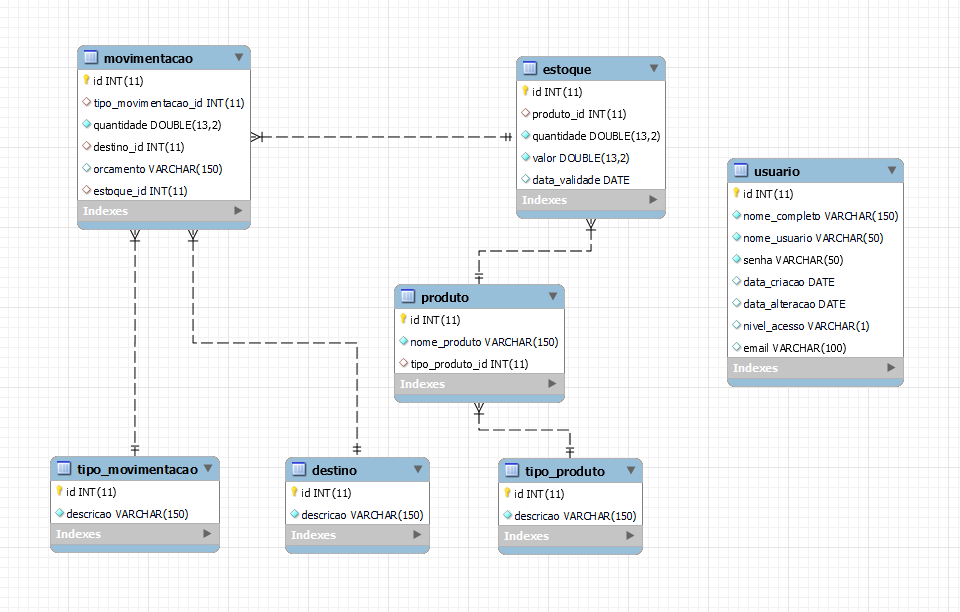 movimentacao
id INT(11)
tipo_movimentacao_id INT(11)
quantidade DOUBLE(13,2)
destino_id INT(11)
orcamento VARCHAR(150)
estoque_id INT(11)
Indexes
estoque
id INT(11)
produto_id INT(11)
quantidade DOUBLE(13,2)
valor DOUBLE(13,2)
data_validade DATE
Indexes
usuario
id INT(11)
nome_completo VARCHAR(150)
nome_usuario VARCHAR(50)
senha VARCHAR(50)
data_criacao DATE
data_alteracao DATE
nivel_acesso VARCHAR(1)
email VARCHAR(100)
Indexes
produto
id INT(11)
nome_produto VARCHAR(150)
tipo_produto_id INT(11)
Indexes
tipo_movimentacao
id INT(11)
descricao VARCHAR(150)
Indexes
destino
id INT(11)
descricao VARCHAR(150)
Indexes
tipo_produto
id INT(11)
descricao VARCHAR(150)
Indexes